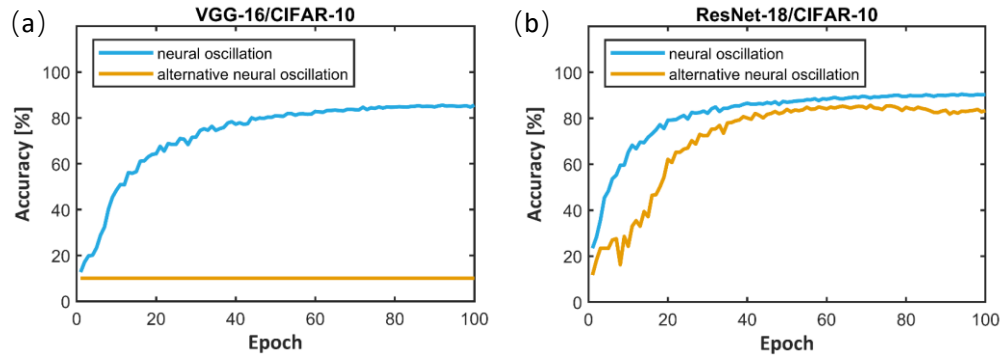 (a)
VGG-16/CIFAR-10
neural oscillation
alternative neural oscillation
Accuracy [%]
100
80
60
40
20
0
0 20 40 60 80 100
Epoch
(b)
ResNet-18/CIFAR-10
neural oscillation
alternative neural oscillation
Accuracy [%]
100
80
60
40
20
0
0 20 40 60 80 100
Epoch